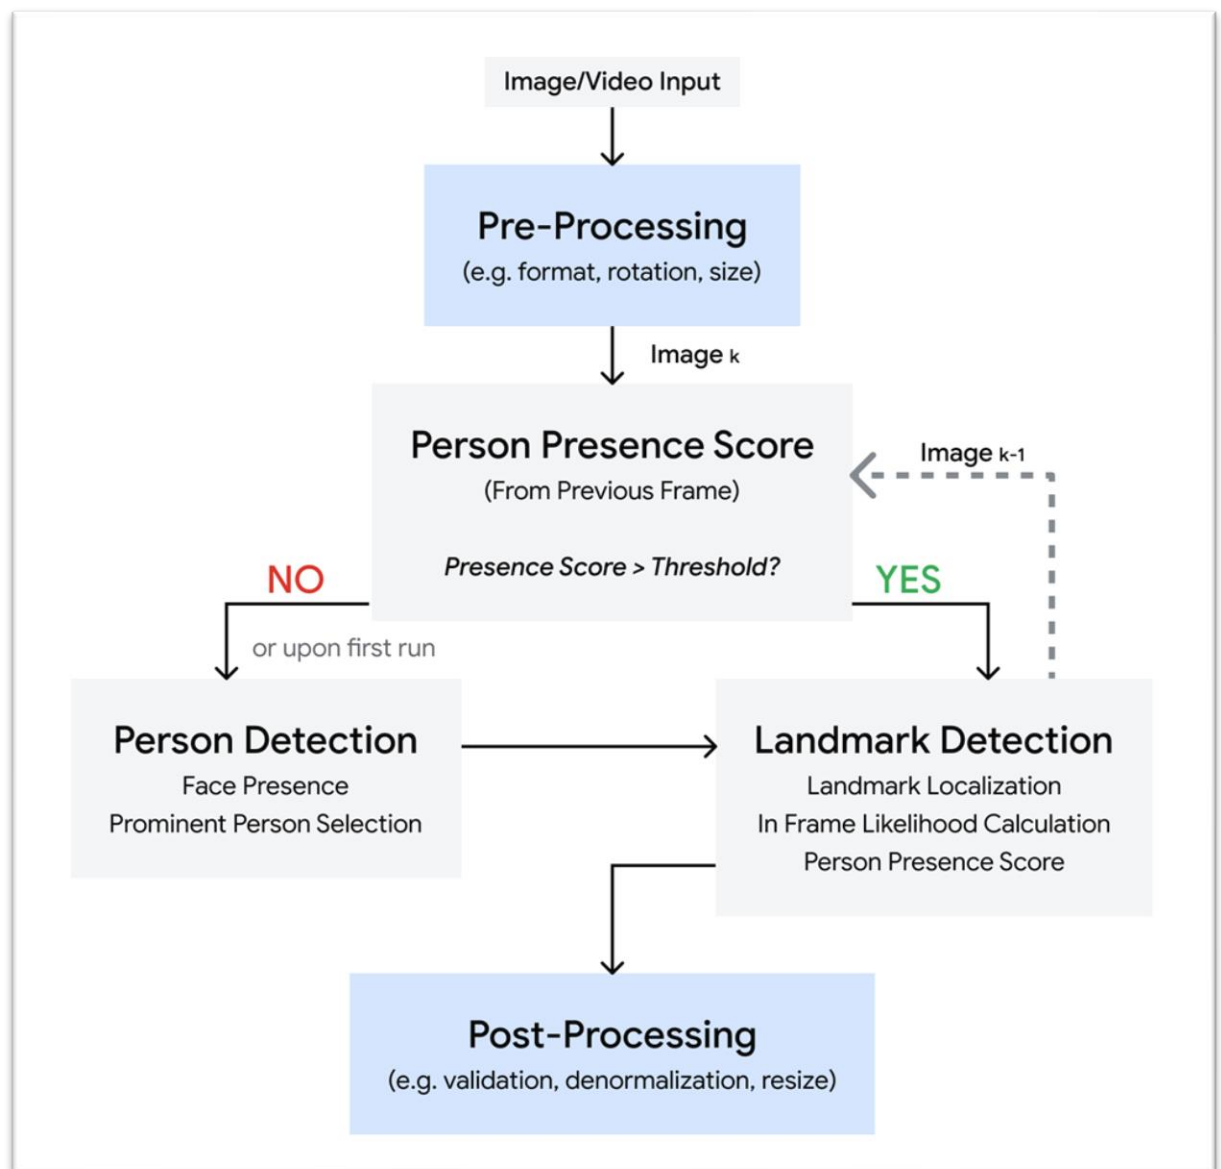 Image/Video Input
Pre-Processing
(e.g. format, rotation, size)
Image k
Person Presence Score
(From Previous Frame)
Image k-1
Presence Score > Threshold?
NO
YES
or upon first run
Person Detection
Face Presence
Prominent Person Selection
Landmark Detection
Landmark Localization
In Frame Likelihood Calculation
Person Presence Score
Post-Processing
(e.g. validation, denormalization, resize)